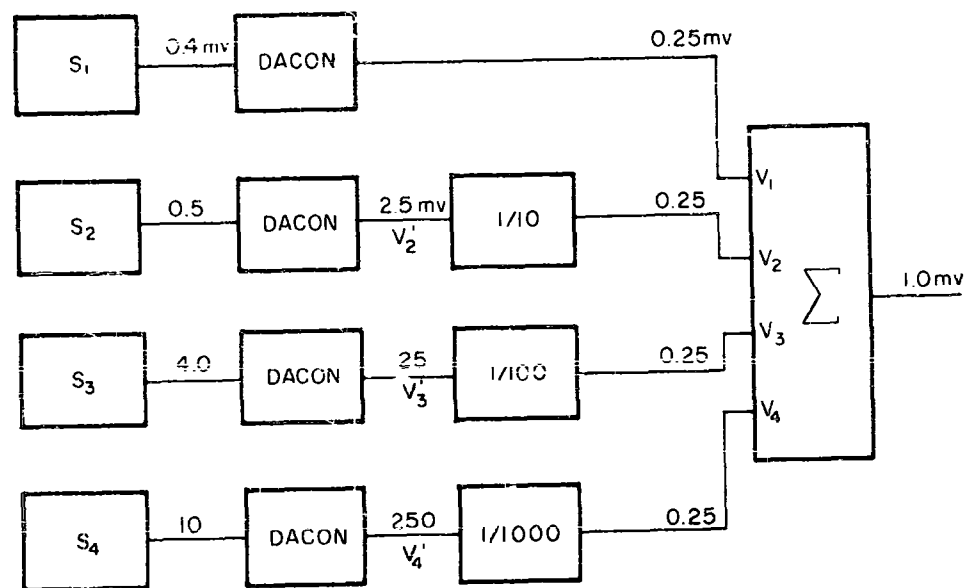 S₁ 0.4 mv DACON 0.25mv
V₁
S₂ 0.5 DACON 2.5 mv V₂' 1/10 0.25
V₂
Σ 1.0 mv
V₃
S₃ 4.0 DACON 25 V₃' 1/100 0.25
V₄
S₄ 10 DACON 250 V₄' 1/1000 0.25